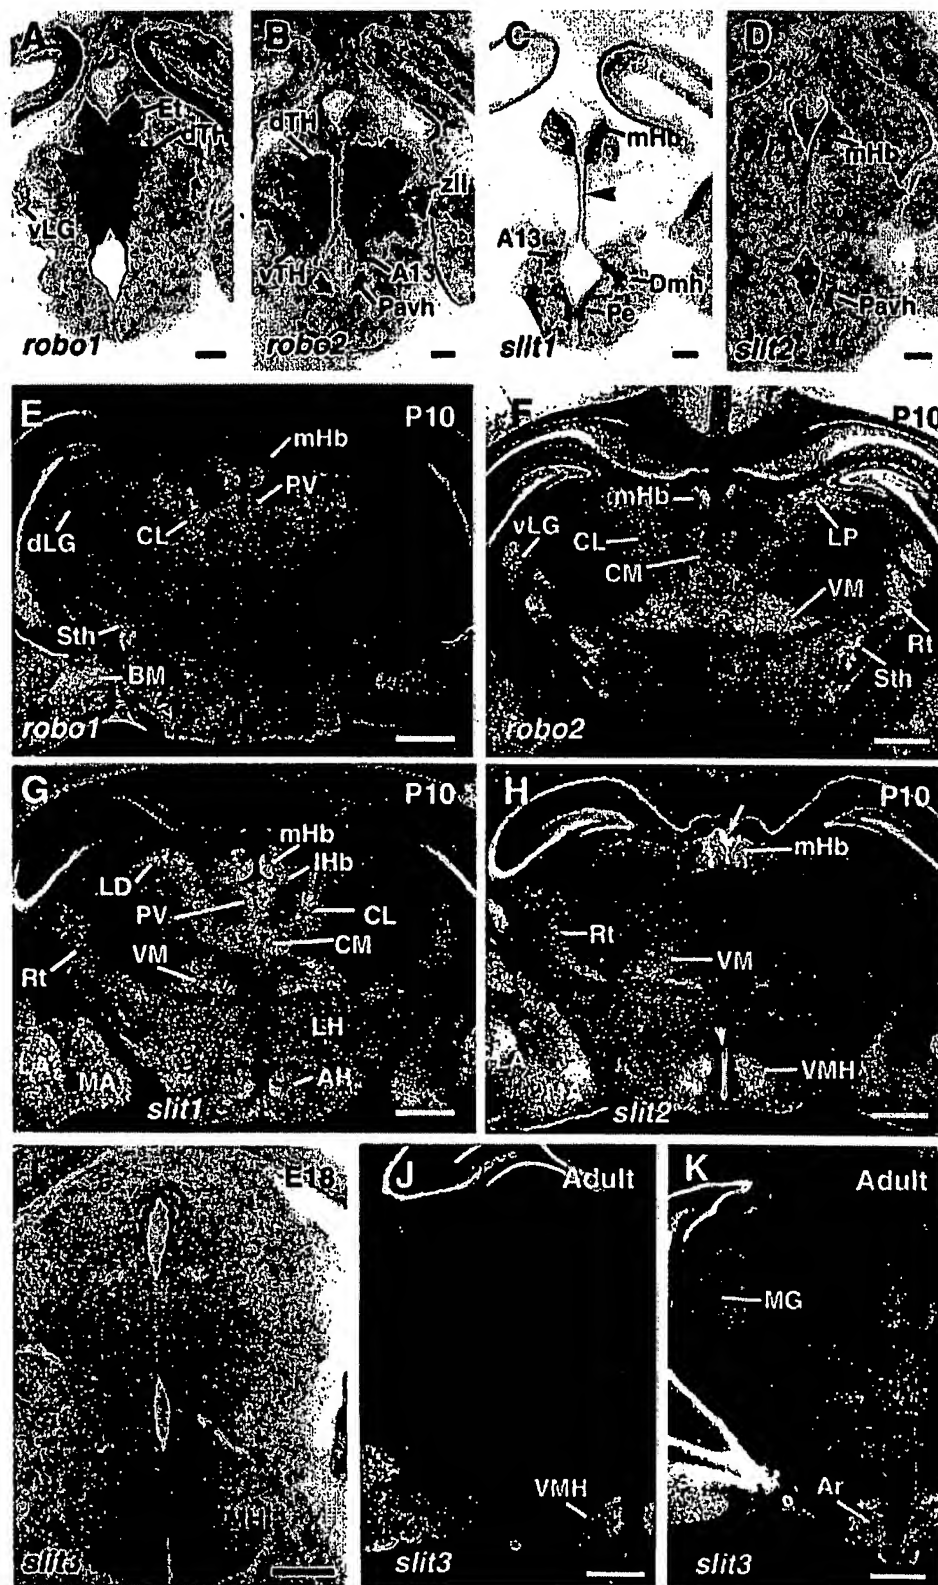 A
Et
dTH
vLG
robo1
B
dTH
zli
vTH
A13
Pavh
robo2
C
mHb
A13
Dmh
Pe
slit1
D
mHb
Pavh
slit2
E
P10
mHb
PV
dLG
CL
Sth
BM
robo1
F
P10
mHb
vLG
CL
LP
CM
VM
Rt
Sth
robo2
G
P10
mHb
lHb
LD
PV
CL
CM
VM
Rt
LH
AH
LA
MA
slit1
H
P10
mHb
Rt
VM
LA
MA
VMH
slit2
E18
slit3
J
Adult
VMH
slit3
K
Adult
MG
Ar
slit3